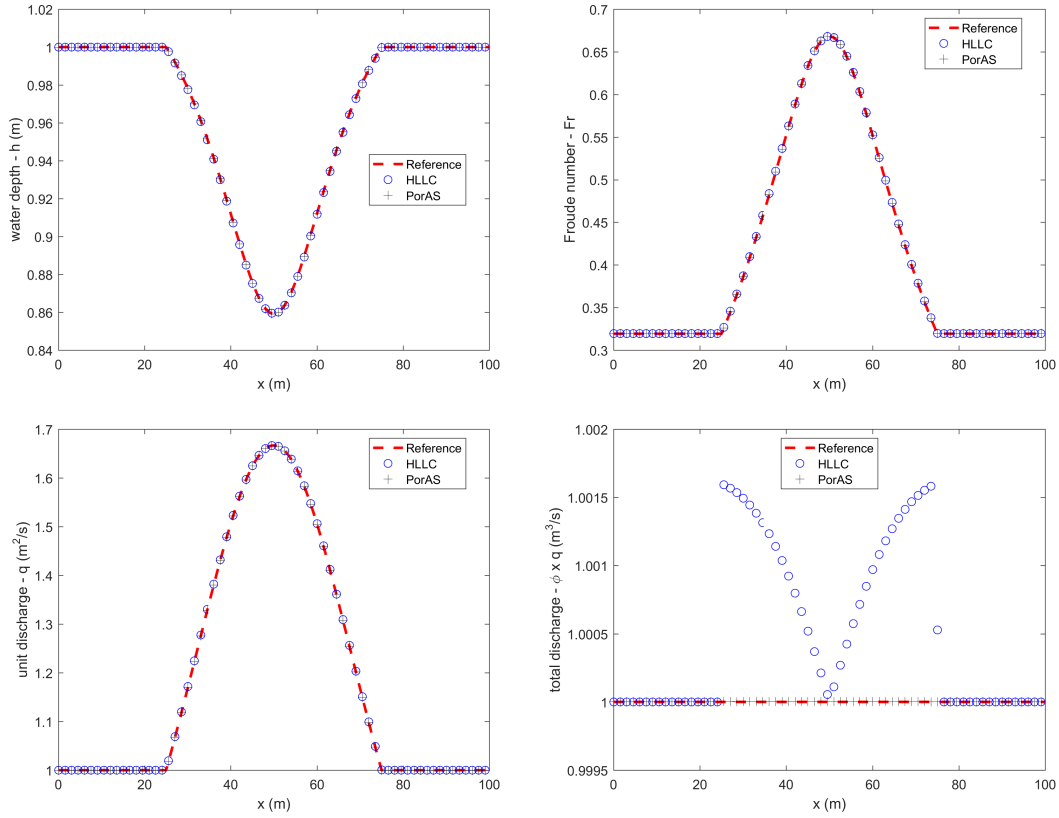 1.02
1
0.98
0.96
0.94
0.92
0.9
0.88
0.86
0.84
water depth - h (m)
Reference
HLLC
PorAS
0 20 40 60 80 100
x (m)
0.7
0.65
0.6
0.55
0.5
0.45
0.4
0.35
0.3
Froude number - Fr
Reference
HLLC
PorAS
0 20 40 60 80 100
x (m)
1.7
1.6
1.5
1.4
1.3
1.2
1.1
1
unit discharge - q (m²/s)
Reference
HLLC
PorAS
0 20 40 60 80 100
x (m)
1.002
1.0015
1.001
1.0005
1
0.9995
total discharge - ϕ x q (m³/s)
Reference
HLLC
PorAS
0 20 40 60 80 100
x (m)